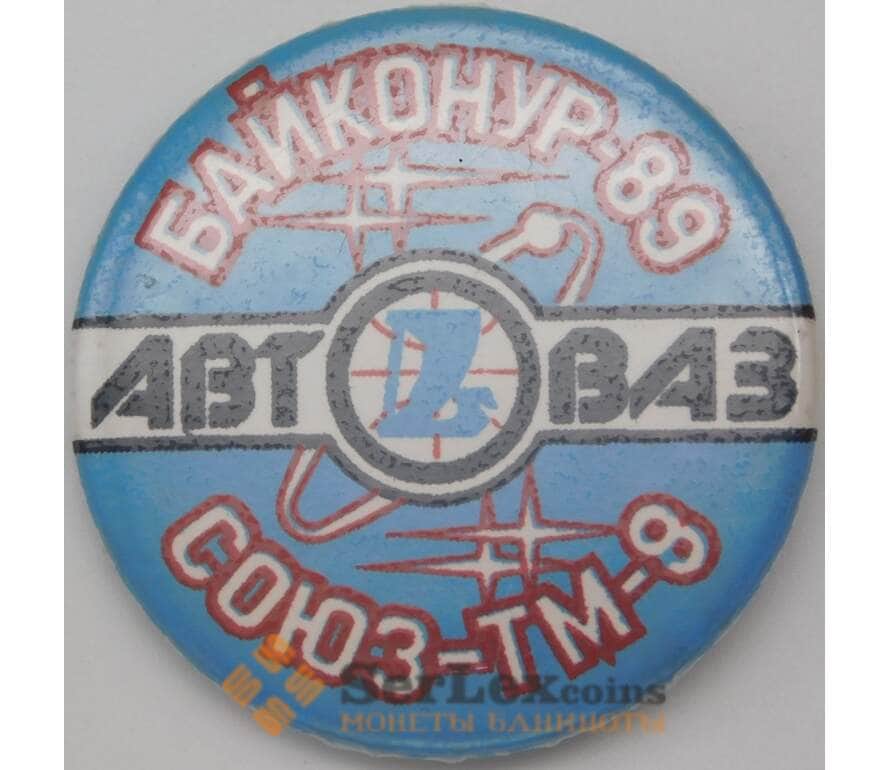 БАЙКОНУР-89
АВТ ВАЗ
СОЮЗ-ТМ-8
SerLexcoins
МОНЕТЫ БАНКНОТЫ